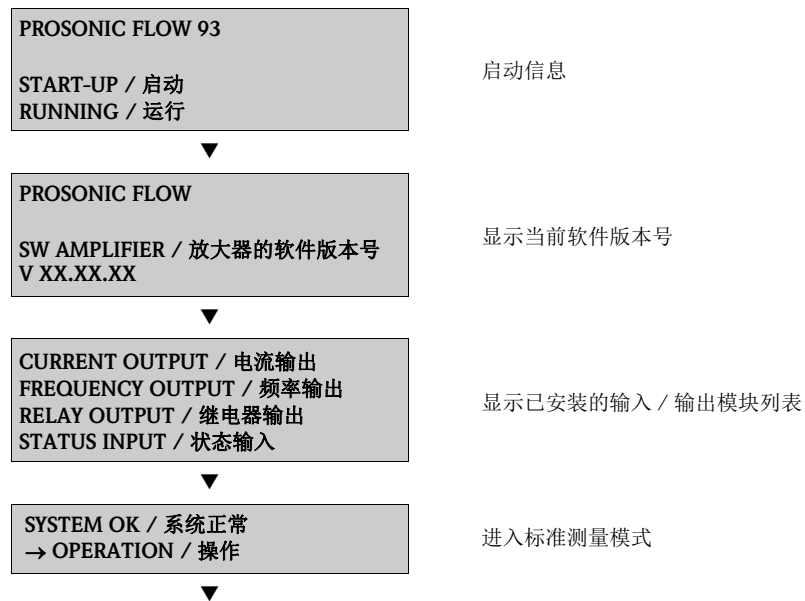 PROSONIC FLOW 93
START-UP / 启动
RUNNING / 运行
启动信息
▼
PROSONIC FLOW
SW AMPLIFIER / 放大器的软件版本号
V XX.XX.XX
显示当前软件版本号
▼
CURRENT OUTPUT / 电流输出
FREQUENCY OUTPUT / 频率输出
RELAY OUTPUT / 继电器输出
STATUS INPUT / 状态输入
显示已安装的输入 / 输出模块列表
▼
SYSTEM OK / 系统正常
→ OPERATION / 操作
进入标准测量模式
▼